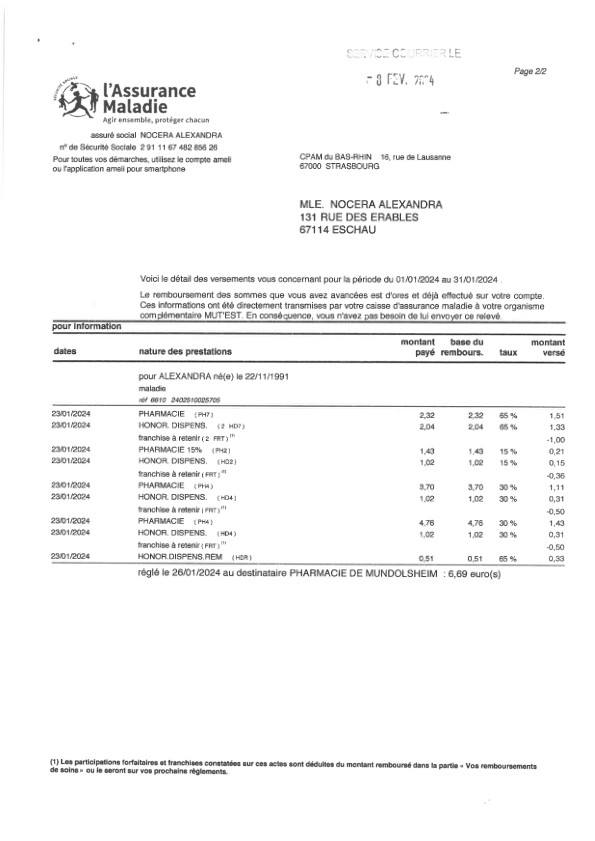 SERVICE COURRIER LE
FEV. 2024
Page 2/2
SÉCURITÉ SOCIALE
l'Assurance
Maladie
Agir ensemble, protéger chacun
assuré social NOCERA ALEXANDRA
n° de Sécurité Sociale 2 91 11 67 482 856 26
Pour toutes vos démarches, utilisez le compte ameli
ou l'application ameli pour smartphone
CPAM du BAS-RHIN 16, rue de Lausanne
67000 STRASBOURG
MLE. NOCERA ALEXANDRA
131 RUE DES ERABLES
67114 ESCHAU
Voici le détail des versements vous concernant pour la période du 01/01/2024 au 31/01/2024 .
Le remboursement des sommes que vous avez avancées est d'ores et déjà effectué sur votre compte.
Ces informations ont été directement transmises par votre caisse d'assurance maladie à votre organisme
complémentaire MUT'EST. En conséquence, vous n'avez pas besoin de lui envoyer ce relevé.
pour information
dates nature des prestations montant payé base du rembours. taux montant versé
pour ALEXANDRA né(e) le 22/11/1991
maladie
réf 6610 2402510025705
23/01/2024 PHARMACIE (PH7) 2,32 2,32 65 % 1,51
23/01/2024 HONOR. DISPENS. (2 HD7) 2,04 2,04 65 % 1,33
franchise à retenir (2 FRT) (1) -1,00
23/01/2024 PHARMACIE 15% (PH2) 1,43 1,43 15 % 0,21
23/01/2024 HONOR. DISPENS. (HD2) 1,02 1,02 15 % 0,15
franchise à retenir (FRT) (1) -0,36
23/01/2024 PHARMACIE (PH4) 3,70 3,70 30 % 1,11
23/01/2024 HONOR. DISPENS. (HD4) 1,02 1,02 30 % 0,31
franchise à retenir (FRT) (1) -0,50
23/01/2024 PHARMACIE (PH4) 4,76 4,76 30 % 1,43
23/01/2024 HONOR. DISPENS. (HD4) 1,02 1,02 30 % 0,31
franchise à retenir (FRT) (1) -0,50
23/01/2024 HONOR.DISPENS.REM (HDR) 0,51 0,51 65 % 0,33
réglé le 26/01/2024 au destinataire PHARMACIE DE MUNDOLSHEIM : 6,69 euro(s)
(1) Les participations forfaitaires et franchises constatées sur ces actes sont déduites du montant remboursé dans la partie « Vos remboursements
de soins » ou le seront sur vos prochains règlements.